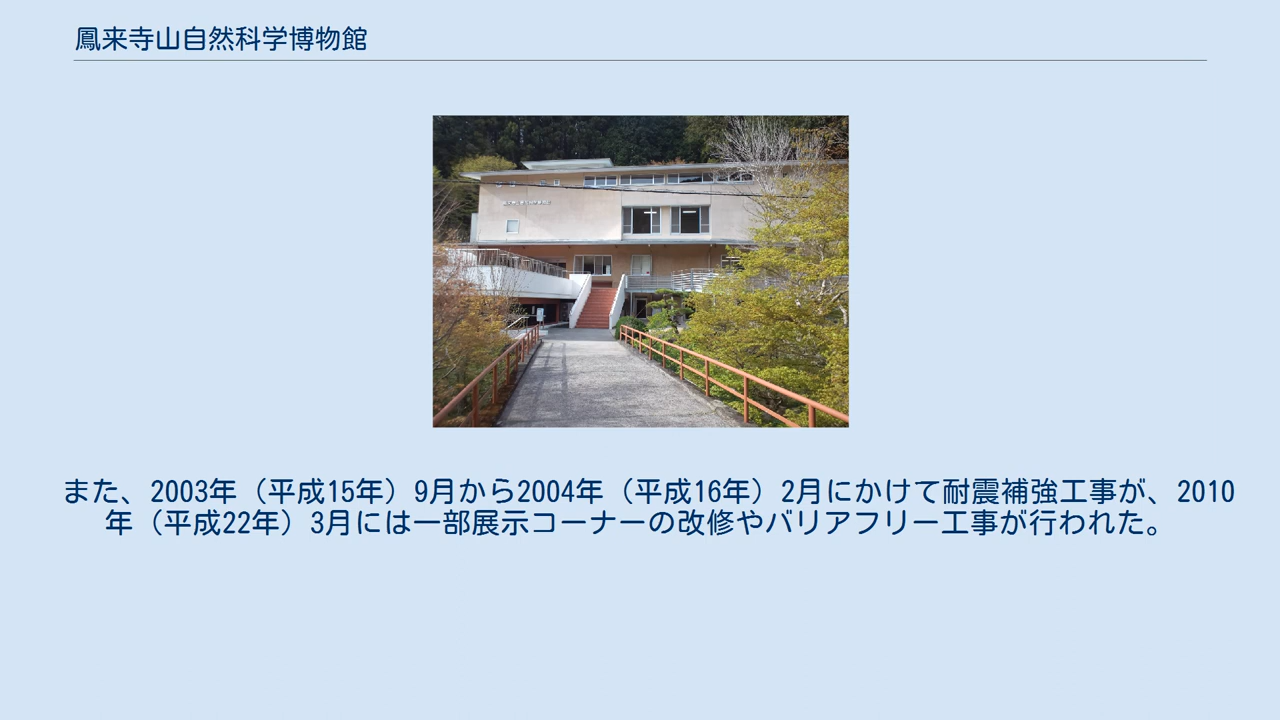 鳳来寺山自然科学博物館
また、2003年（平成15年）9月から2004年（平成16年）2月にかけて耐震補強工事が、2010
年（平成22年）3月には一部展示コーナーの改修やバリアフリー工事が行われた。